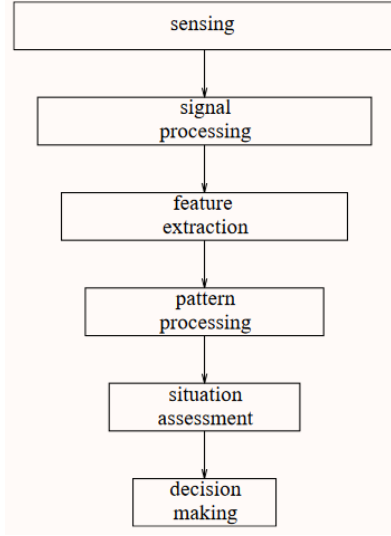 sensing
signal
processing
feature
extraction
pattern
processing
situation
assessment
decision
making